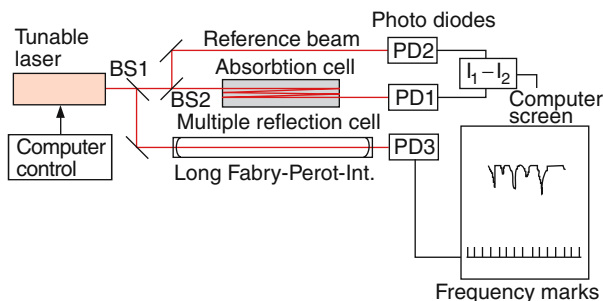 Photo diodes
Tunable
laser
Reference beam
PD2
BS1
Absorbtion cell
I₁–I₂
BS2
PD1
Computer
screen
Multiple reflection cell
Computer
control
PD3
Long Fabry-Perot-Int.
Frequency marks